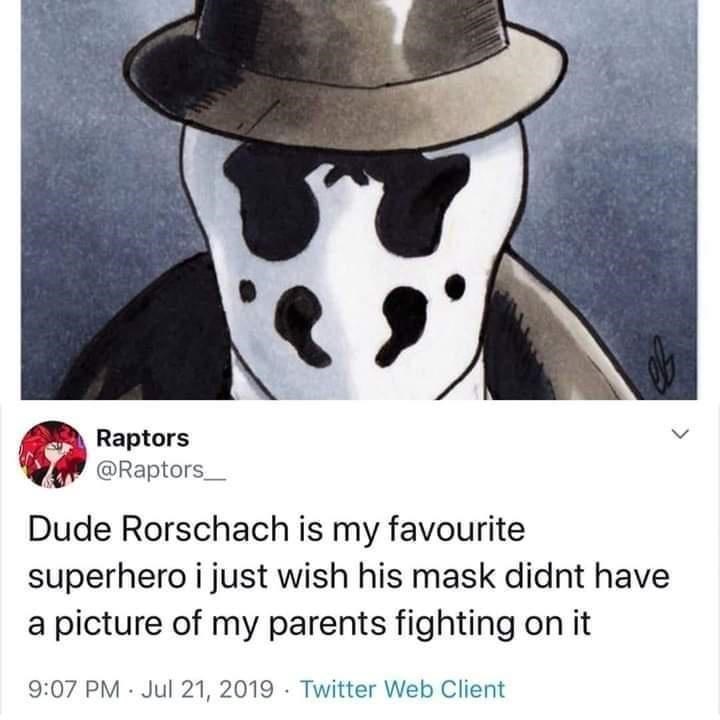 Raptors
@Raptors__
Dude Rorschach is my favourite
superhero i just wish his mask didnt have
a picture of my parents fighting on it
9:07 PM · Jul 21, 2019 · Twitter Web Client